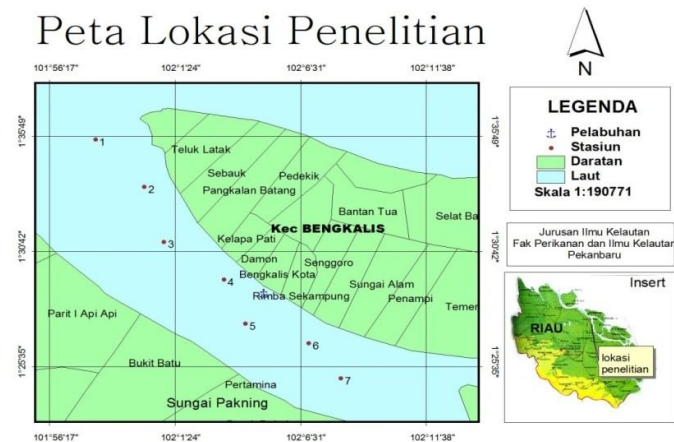 Peta Lokasi Penelitian
N
101°56'17" 102°1'24" 102°6'31" 102°11'38"
1°35'49" 1°35'49"
1
Teluk Latak
Sebauk Pedekik
2
Pangkalan Batang
Bantan Tua
Selat Ba
Kec BENGKALIS
3
Kelapa Pati
1°30'42" 1°30'42"
Damon Senggoro
4
Bengkalis Kota
Sungai Alam
Rimba Sekampung
Penampi
Temer
Parit I Api Api
5
6
Bukit Batu
1°25'35" 1°25'35"
7
Pertamina
Sungai Pakning
101°56'17" 102°1'24" 102°6'31" 102°11'38"
LEGENDA
Pelabuhan
Stasiun
Daratan
Laut
Skala 1:190771
Jurusan Ilmu Kelautan
Fak Perikanan dan Ilmu Kelautan
Pekanbaru
Insert
RIAU
lokasi
penelitian